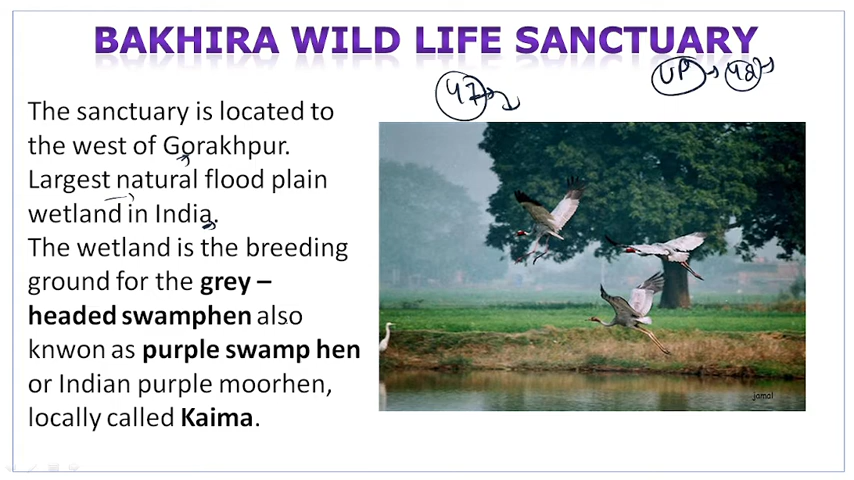 BAKHIRA WILD LIFE SANCTUARY
47
UP 48
The sanctuary is located to
the west of Gorakhpur.
Largest natural flood plain
wetland in India.
The wetland is the breeding
ground for the grey –
headed swamphen also
knwon as purple swamp hen
or Indian purple moorhen,
locally called Kaima.
jamal